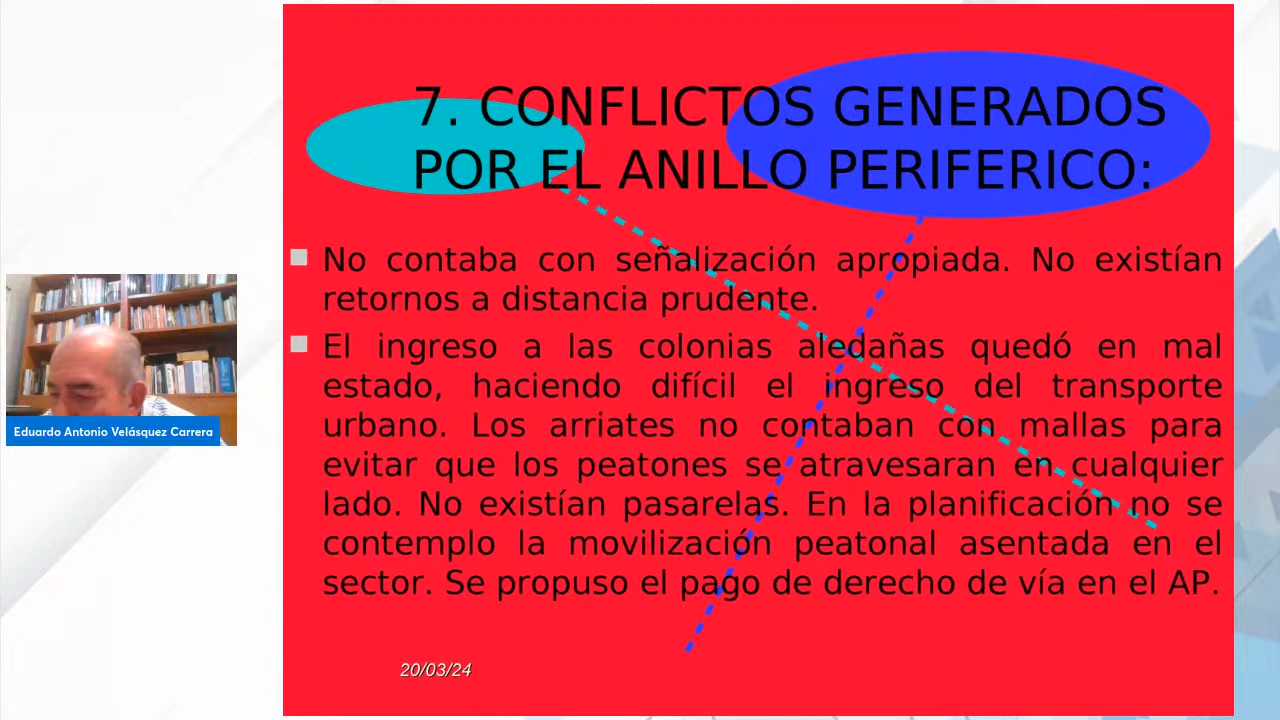 7. CONFLICTOS GENERADOS
POR EL ANILLO PERIFERICO:
No contaba con señalización apropiada. No existían
retornos a distancia prudente.
El ingreso a las colonias aledañas quedó en mal
estado, haciendo difícil el ingreso del transporte
urbano. Los arriates no contaban con mallas para
evitar que los peatones se atravesaran en cualquier
lado. No existían pasarelas. En la planificación no se
contemplo la movilización peatonal asentada en el
sector. Se propuso el pago de derecho de vía en el AP.
Eduardo Antonio Velásquez Carrera
20/03/24